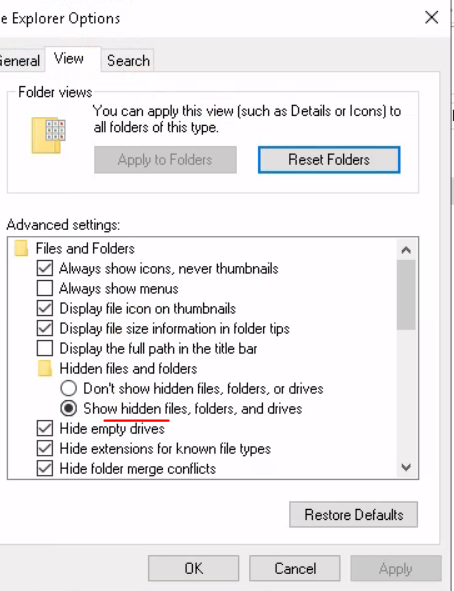 e Explorer Options
General
View
Search
Folder views
You can apply this view (such as Details or Icons) to
all folders of this type.
Apply to Folders
Reset Folders
Advanced settings:
Files and Folders
Always show icons, never thumbnails
Always show menus
Display file icon on thumbnails
Display file size information in folder tips
Display the full path in the title bar
Hidden files and folders
Don't show hidden files, folders, or drives
Show hidden files, folders, and drives
Hide empty drives
Hide extensions for known file types
Hide folder merge conflicts
Restore Defaults
OK
Cancel
Apply